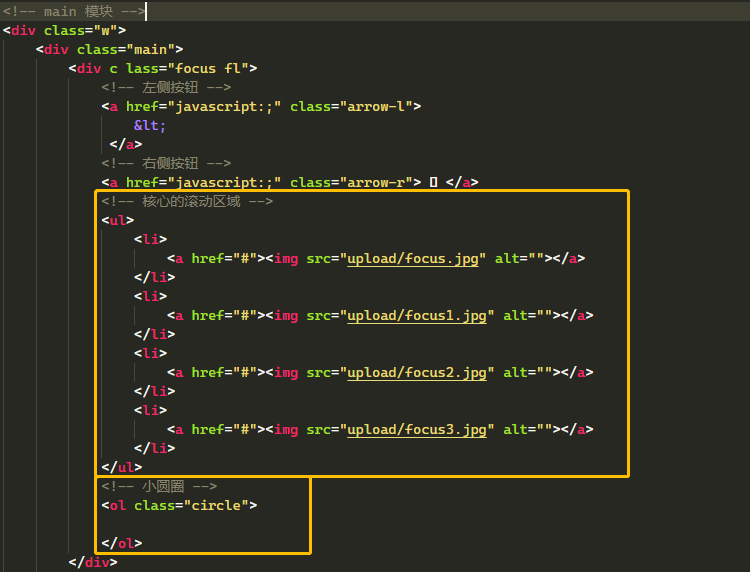 <!-- main 模块 -->
<div class="w">
<div class="main">
<div c lass="focus fl">
<!-- 左侧按钮 -->
<a href="javascript:;" class="arrow-l">
&lt;
</a>
<!-- 右侧按钮 -->
<a href="javascript:;" class="arrow-r">  </a>
<!-- 核心的滚动区域 -->
<ul>
<li>
<a href="#"><img src="upload/focus.jpg" alt=""></a>
</li>
<li>
<a href="#"><img src="upload/focus1.jpg" alt=""></a>
</li>
<li>
<a href="#"><img src="upload/focus2.jpg" alt=""></a>
</li>
<li>
<a href="#"><img src="upload/focus3.jpg" alt=""></a>
</li>
</ul>
<!-- 小圆圈 -->
<ol class="circle">
</ol>
</div>